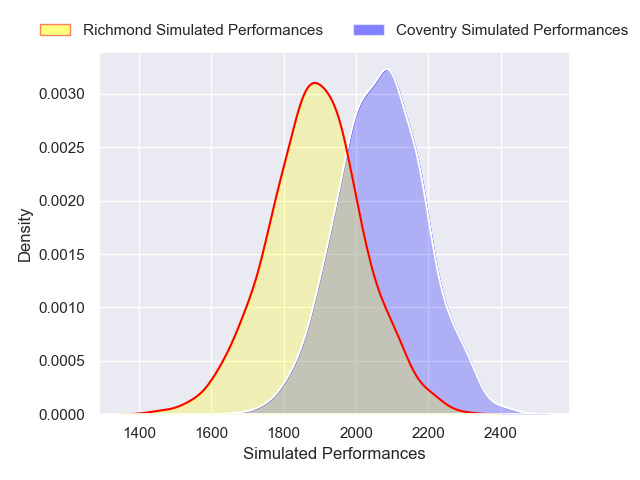 Richmond Simulated Performances
Coventry Simulated Performances
0.0030
0.0025
0.0020
0.0015
0.0010
0.0005
0.0000
Density
1400 1600 1800 2000 2200 2400
Simulated Performances